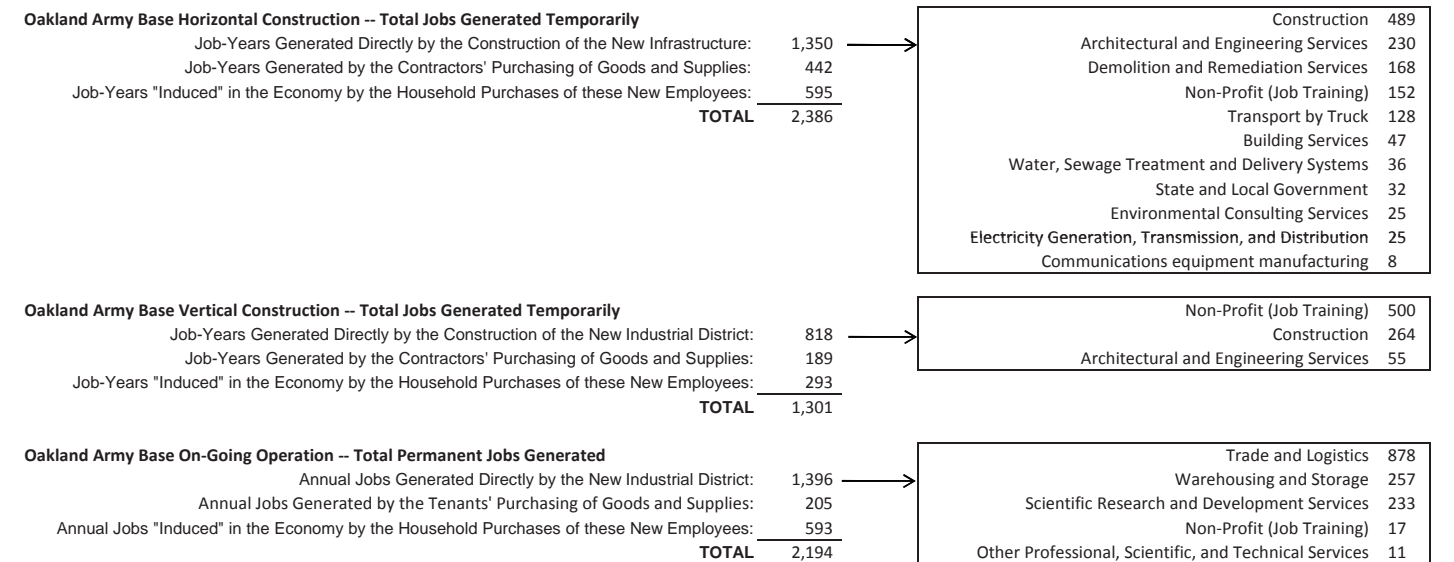 Oakland Army Base Horizontal Construction -- Total Jobs Generated Temporarily
Job-Years Generated Directly by the Construction of the New Infrastructure: 1,350
Job-Years Generated by the Contractors' Purchasing of Goods and Supplies: 442
Job-Years "Induced" in the Economy by the Household Purchases of these New Employees: 595
TOTAL 2,386
Construction 489
Architectural and Engineering Services 230
Demolition and Remediation Services 168
Non-Profit (Job Training) 152
Transport by Truck 128
Building Services 47
Water, Sewage Treatment and Delivery Systems 36
State and Local Government 32
Environmental Consulting Services 25
Electricity Generation, Transmission, and Distribution 25
Communications equipment manufacturing 8
Oakland Army Base Vertical Construction -- Total Jobs Generated Temporarily
Job-Years Generated Directly by the Construction of the New Industrial District: 818
Job-Years Generated by the Contractors' Purchasing of Goods and Supplies: 189
Job-Years "Induced" in the Economy by the Household Purchases of these New Employees: 293
TOTAL 1,301
Non-Profit (Job Training) 500
Construction 264
Architectural and Engineering Services 55
Oakland Army Base On-Going Operation -- Total Permanent Jobs Generated
Annual Jobs Generated Directly by the New Industrial District: 1,396
Annual Jobs Generated by the Tenants' Purchasing of Goods and Supplies: 205
Annual Jobs "Induced" in the Economy by the Household Purchases of these New Employees: 593
TOTAL 2,194
Trade and Logistics 878
Warehousing and Storage 257
Scientific Research and Development Services 233
Non-Profit (Job Training) 17
Other Professional, Scientific, and Technical Services 11